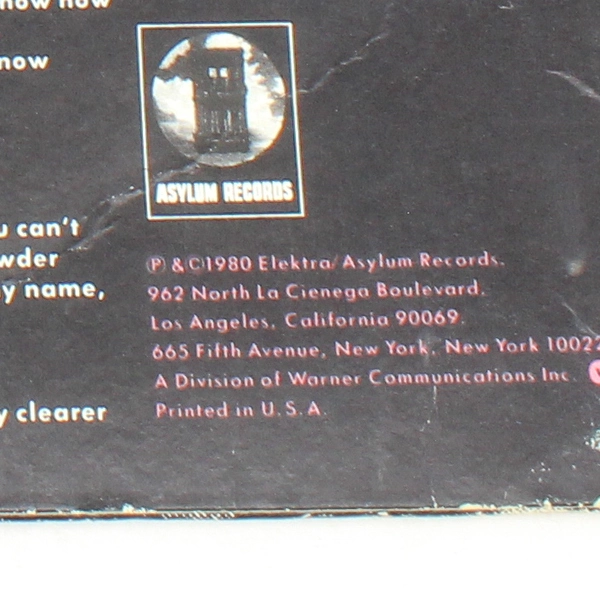 now how
now
ASYLUM RECORDS
u can't
wder
y name,
Ⓟ & ©1980 Elektra/Asylum Records.
962 North La Cienega Boulevard.
Los Angeles, California 90069.
665 Fifth Avenue, New York, New York 10022
A Division of Warner Communications Inc.
y clearer
Printed in U.S.A.